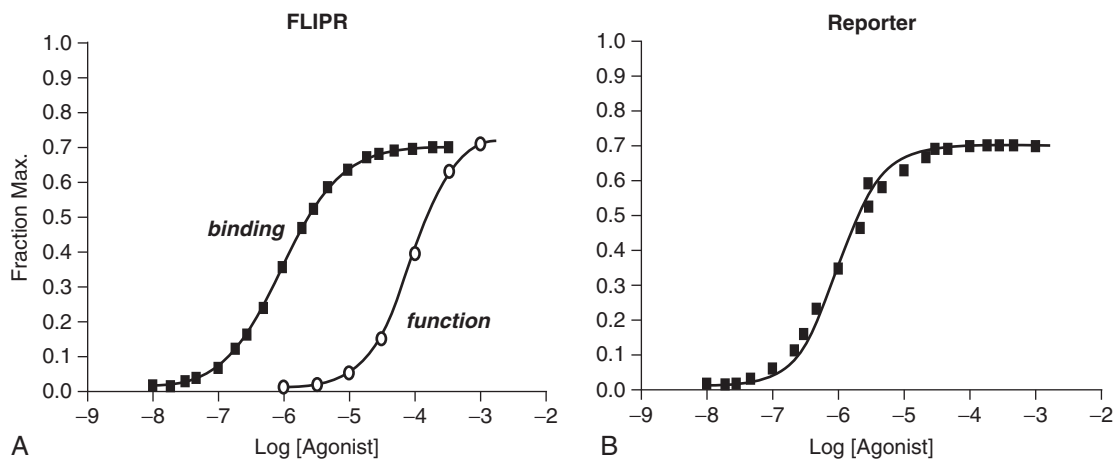 FLIPR
1.0
0.9
0.8
0.7
0.6
0.5
0.4
0.3
0.2
0.1
0.0
Fraction Max.
binding
function
–9 –8 –7 –6 –5 –4 –3 –2
A Log [Agonist]
Reporter
1.0
0.9
0.8
0.7
0.6
0.5
0.4
0.3
0.2
0.1
0.0
–9 –8 –7 –6 –5 –4 –3 –2
B Log [Agonist]